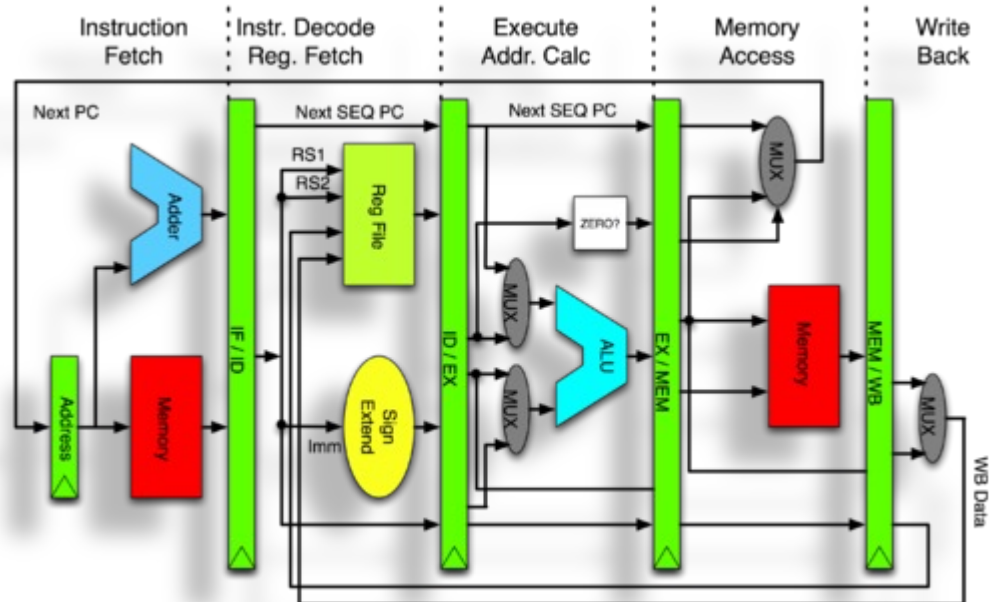 Instruction
Fetch
Instr. Decode
Reg. Fetch
Execute
Addr. Calc
Memory
Access
Write
Back
Next PC
Next SEQ PC
Next SEQ PC
RS1
RS2
Reg File
Adder
MUX
ZERO?
MUX
IF / ID
ID / EX
ALU
EX / MEM
Memory
MEM / WB
Address
Memory
Sign
Extend
Imm
MUX
MUX
WB Data